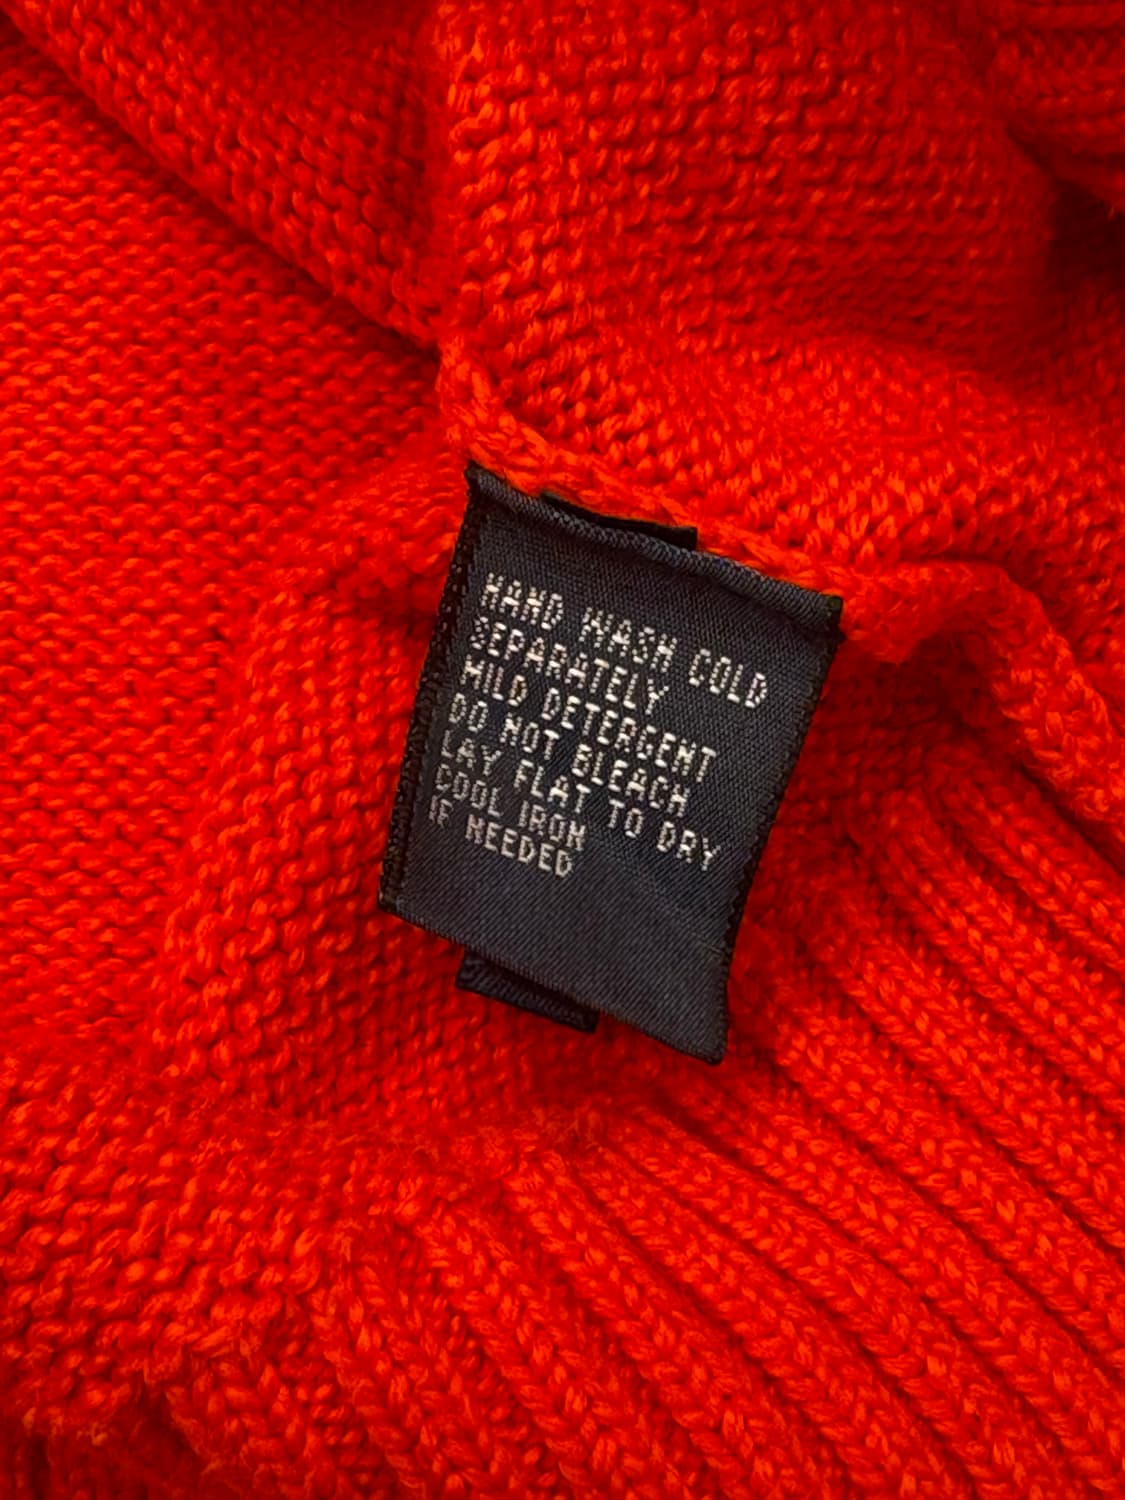 HAND WASH COLD
SEPARATELY
MILD DETERGENT
DO NOT BLEACH
LAY FLAT TO DRY
COOL IRON
IF NEEDED